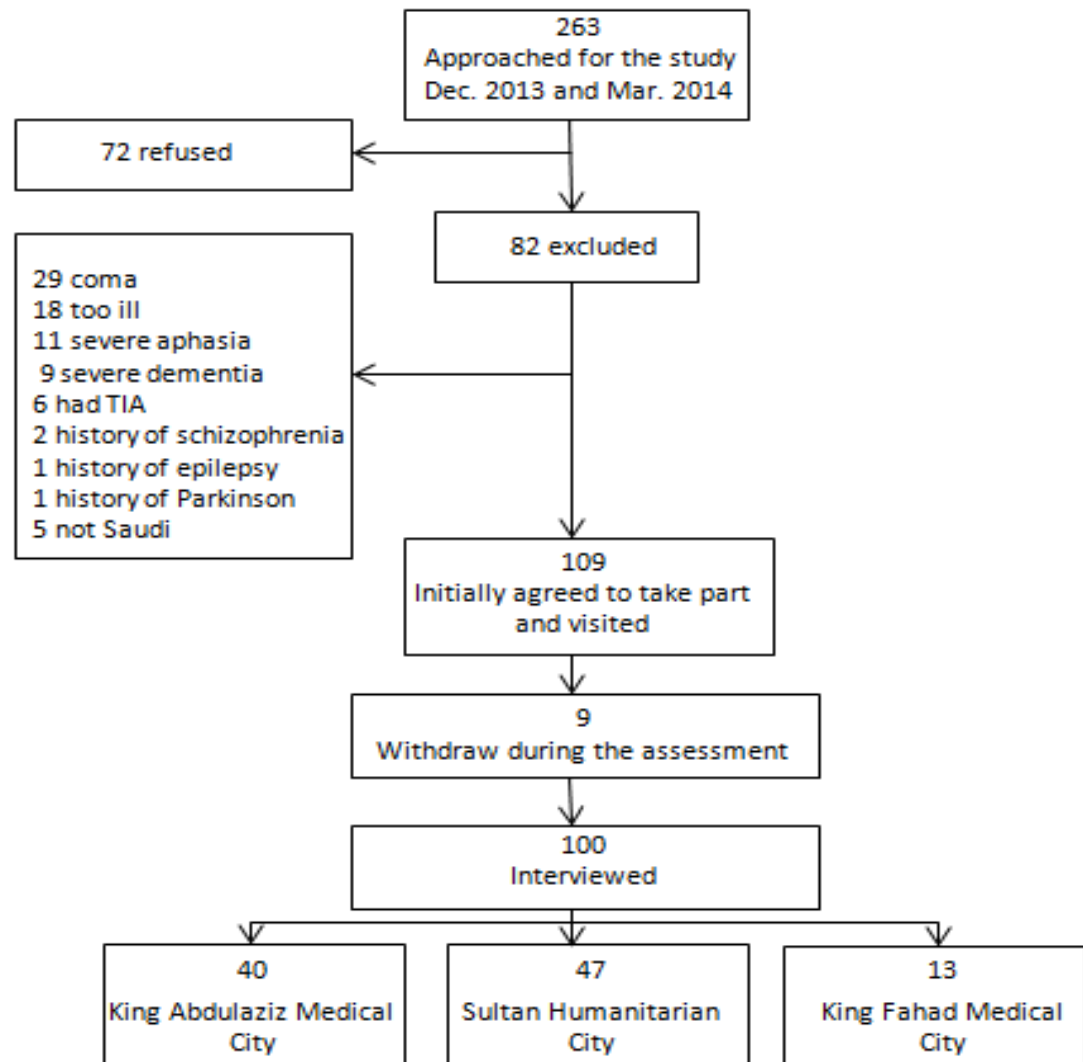 263
Approached for the study
Dec. 2013 and Mar. 2014
72 refused
82 excluded
29 coma
18 too ill
11 severe aphasia
9 severe dementia
6 had TIA
2 history of schizophrenia
1 history of epilepsy
1 history of Parkinson
5 not Saudi
109
Initially agreed to take part
and visited
9
Withdraw during the assessment
100
Interviewed
40
King Abdulaziz Medical
City
47
Sultan Humanitarian
City
13
King Fahad Medical
City